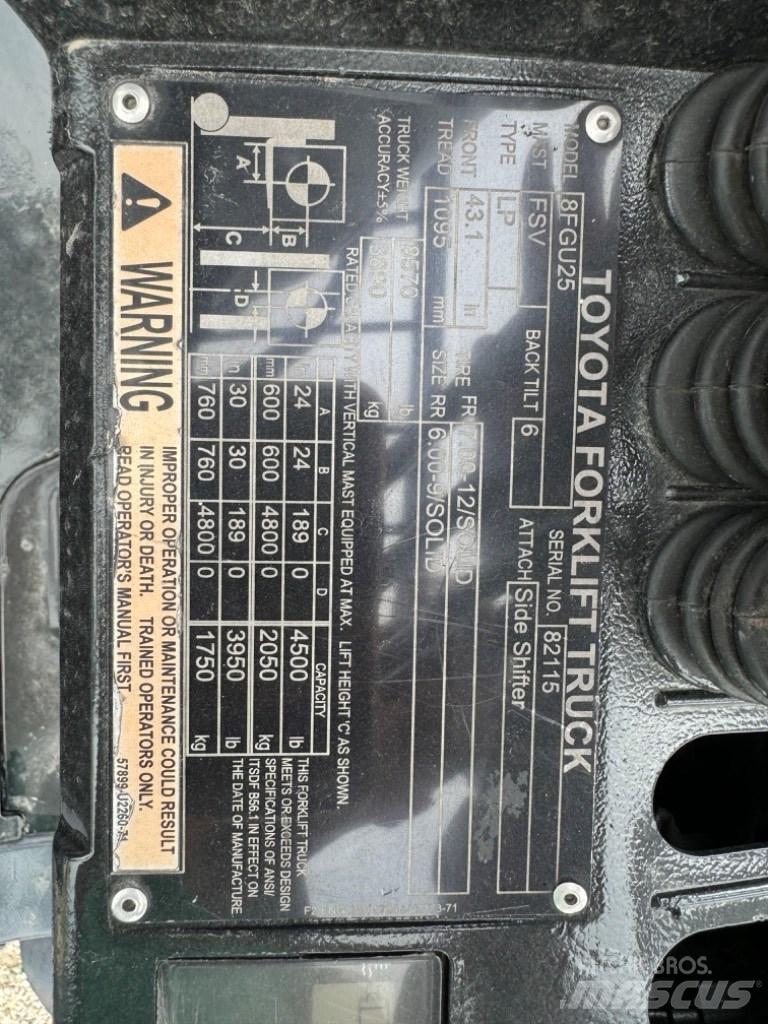 TOYOTA FORKLIFT TRUCK
MODEL 8FGU25 SERIAL NO. 82115
MAST FSV BACK TILT 6 ATTACH Side Shifter
-TYPE LP
FRONT 43.1 in TIRE FR 7.00-12/SOLID
TREAD 1095 mm SIZE RR 6.00-9/SOLID
TRUCK WEIGHT 8570 lb
ACCURACY±5% kg
RATED CAPACITY WITH VERTICAL MAST EQUIPPED AT MAX. LIFT HEIGHT 'C' AS SHOWN.
A B C D CAPACITY
in 24 24 189 0 4500 lb
mm 600 600 4800 0 2050 kg
in 30 30 189 0 3950 lb
mm 760 760 4800 0 1750 kg
A
B
C
D
THIS FORKLIFT TRUCK
MEETS OR EXCEEDS DESIGN
SPECIFICATIONS OF ANSI/
ITSDF B56.1 IN EFFECT ON
THE DATE OF MANUFACTURE
WARNING
IMPROPER OPERATION OR MAINTENANCE COULD RESULT
IN INJURY OR DEATH. TRAINED OPERATORS ONLY.
READ OPERATOR'S MANUAL FIRST.
57899-U2260-71
BROS.
MASCUS